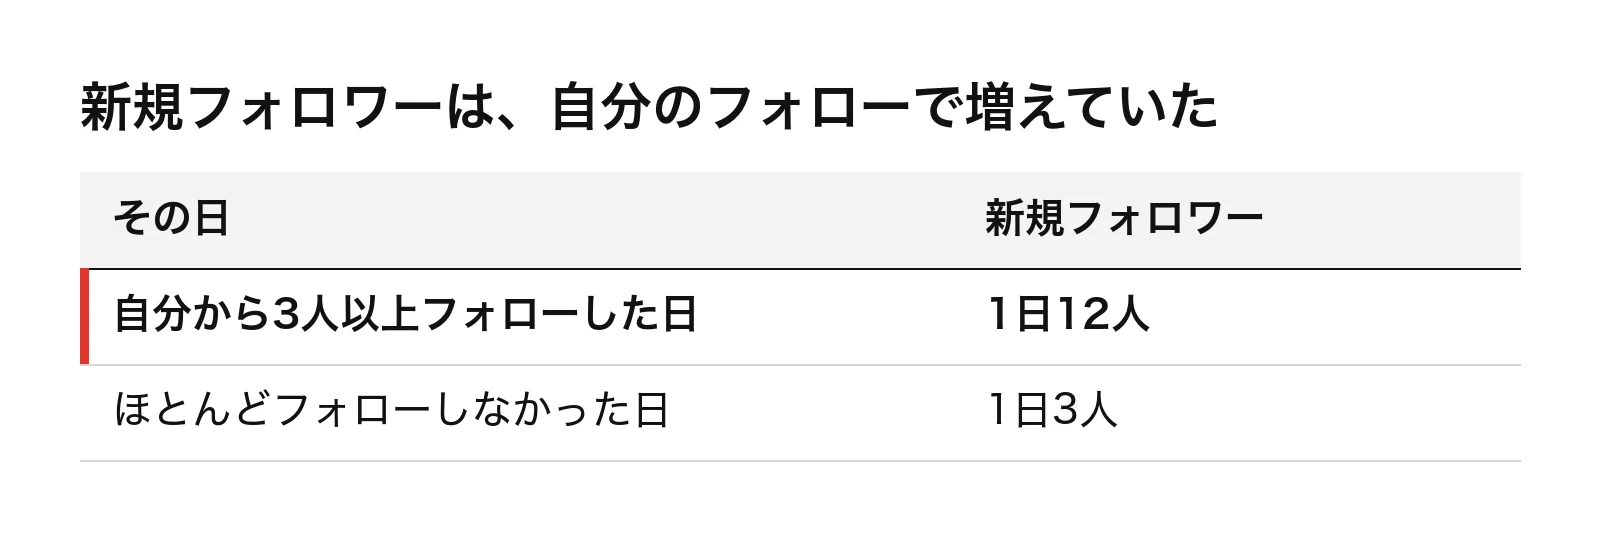 新規フォロワーは、自分のフォローで増えていた
その日 新規フォロワー
自分から3人以上フォローした日 1日12人
ほとんどフォローしなかった日 1日3人